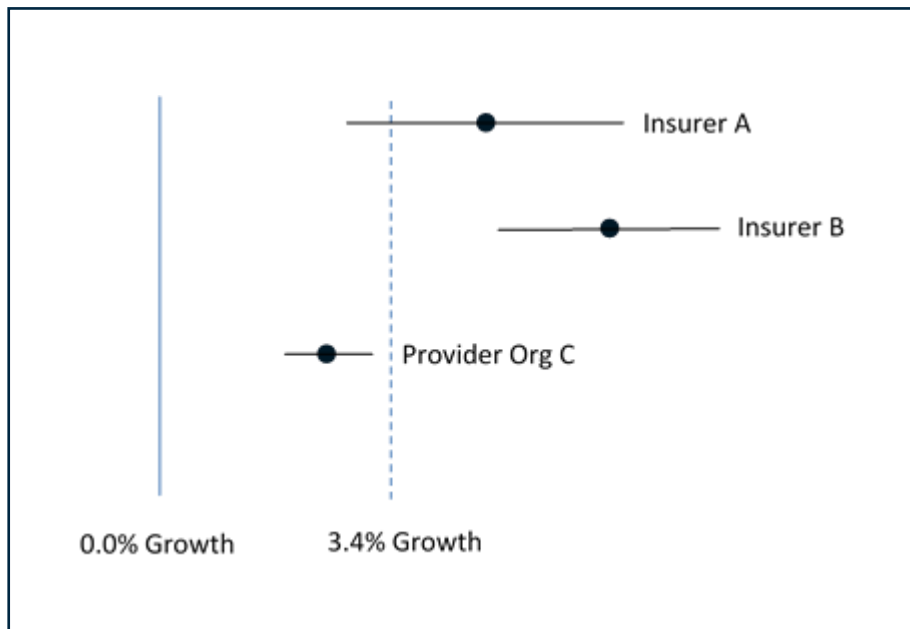 Insurer A
Insurer B
Provider Org C
0.0% Growth
3.4% Growth